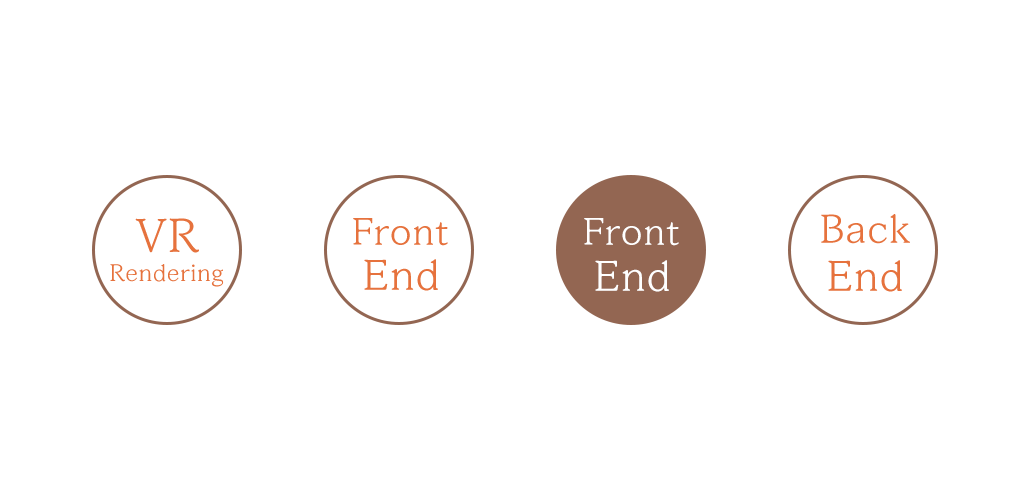 VR
Rendering
Front
End
Front
End
Back
End